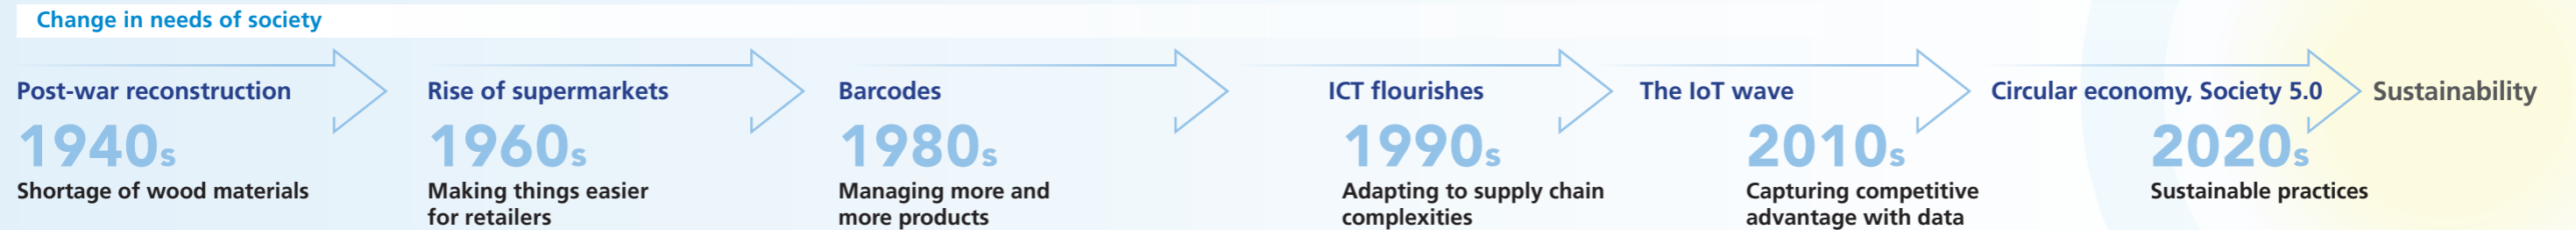 Change in needs of society
Post-war reconstruction
1940s
Shortage of wood materials
Rise of supermarkets
1960s
Making things easier
for retailers
Barcodes
1980s
Managing more and
more products
ICT flourishes
1990s
Adapting to supply chain
complexities
The IoT wave
2010s
Capturing competitive
advantage with data
Circular economy, Society 5.0
2020s
Sustainable practices
Sustainability